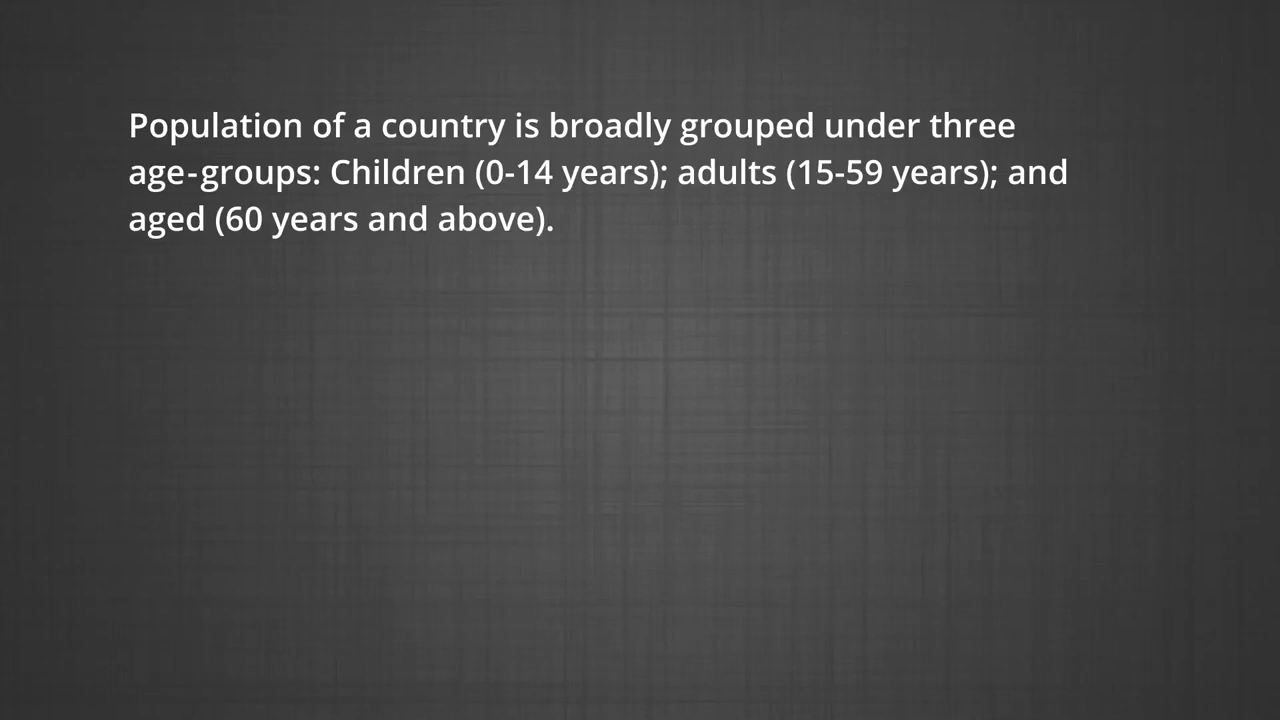 Population of a country is broadly grouped under three
age-groups: Children (0-14 years); adults (15-59 years); and
aged (60 years and above).